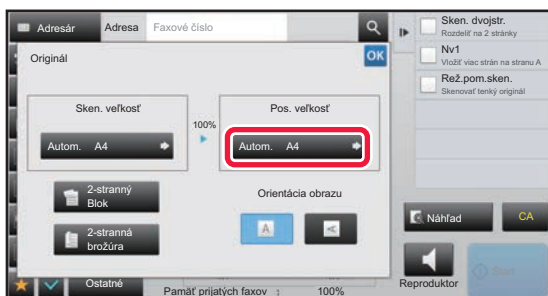 Adresár
Adresa
Faxové číslo
Originál
OK
Sken. veľkosť
Pos. veľkosť
100%
Autom. A4
Autom. A4
2-stranný
Blok
2-stranná
brožúra
Orientácia obrazu
A
A
Sken. dvojstr.
Rozdeliť na 2 stránky
Nv1
Vložiť viac strán na stranu A
Rež.pom.sken.
Skenovať tenký originál
Náhľad
CA
Reproduktor
Start
Ostatné
Pamäť prijatých faxov : 100%